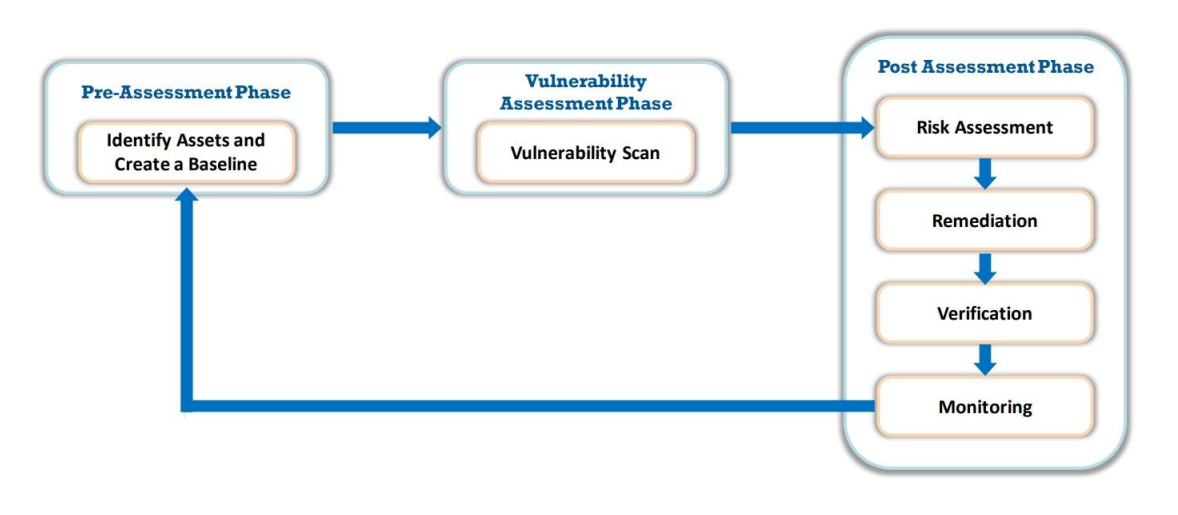 Pre-Assessment Phase
Identify Assets and
Create a Baseline
Vulnerability
Assessment Phase
Vulnerability Scan
Post Assessment Phase
Risk Assessment
Remediation
Verification
Monitoring